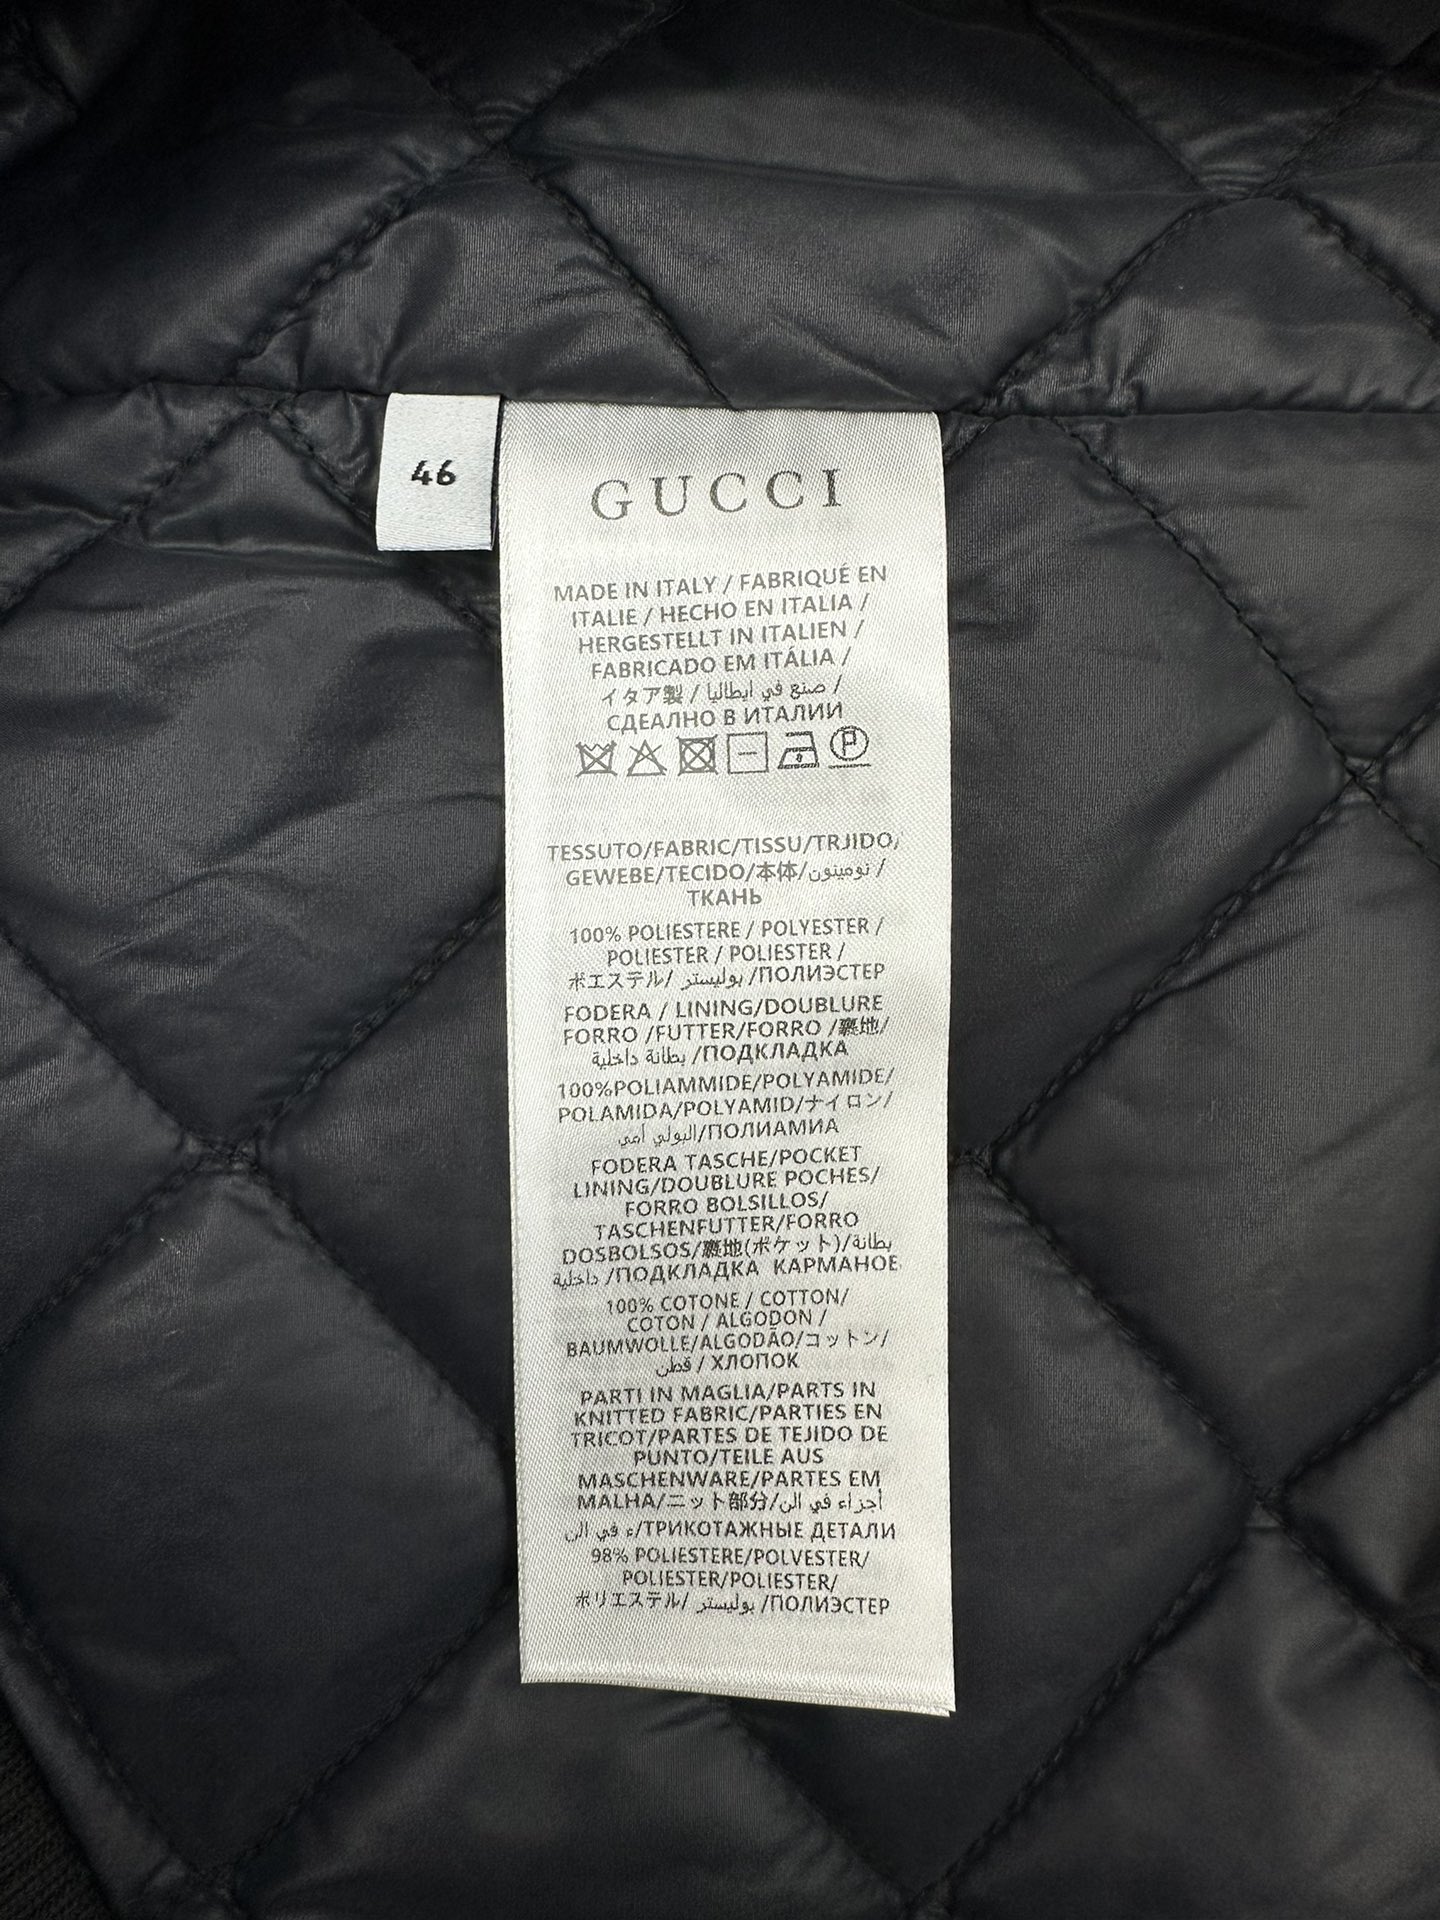 46
GUCCI
MADE IN ITALY / FABRIQUÉ EN
ITALIE / HECHO EN ITALIA /
HERGESTELLT IN ITALIEN /
FABRICADO EM ITÁLIA /
イタア製 / صنع في ايطاليا /
СДЕАЛНО В ИТАЛИИ
TESSUTO/FABRIC/TISSU/TRJIDO/
GEWEBE/TECIDO/本体/نومينون /
ТКАНЬ
100% POLIESTERE / POLYESTER /
POLIESTER / POLIESTER /
ポエステル/ بوليستر /ПОЛИЭСТЕР
FODERA / LINING/DOUBLURE
FORRO /FUTTER/FORRO /裏地/
بطانة داخلية /ПОДКЛАДКА
100%POLIAMMIDE/POLYAMIDE/
POLAMIDA/POLYAMID/ナイロン/
البولي أمي/ПОЛИАМИА
FODERA TASCHE/POCKET
LINING/DOUBLURE POCHES/
FORRO BOLSILLOS/
TASCHENFUTTER/FORRO
DOSBOLSOS/裏地(ポケット)/بطانة
داخلية /ПОДКЛАДКА КАРМАНОЕ
100% COTONE / COTTON/
COTON / ALGODON /
BAUMWOLLE/ALGODÃO/コットン/
قطن / ХЛОПОК
PARTI IN MAGLIA/PARTS IN
KNITTED FABRIC/PARTIES EN
TRICOT/PARTES DE TEJIDO DE
PUNTO/TEILE AUS
MASCHENWARE/PARTES EM
MALHA/ニット部分/أجزاء في الن
ء في الن/ТРИКОТАЖНЫЕ ДЕТАЛИ
98% POLIESTERE/POLVESTER/
POLIESTER/POLIESTER/
ポリエステル/ بوليستر /ПОЛИЭСТЕР